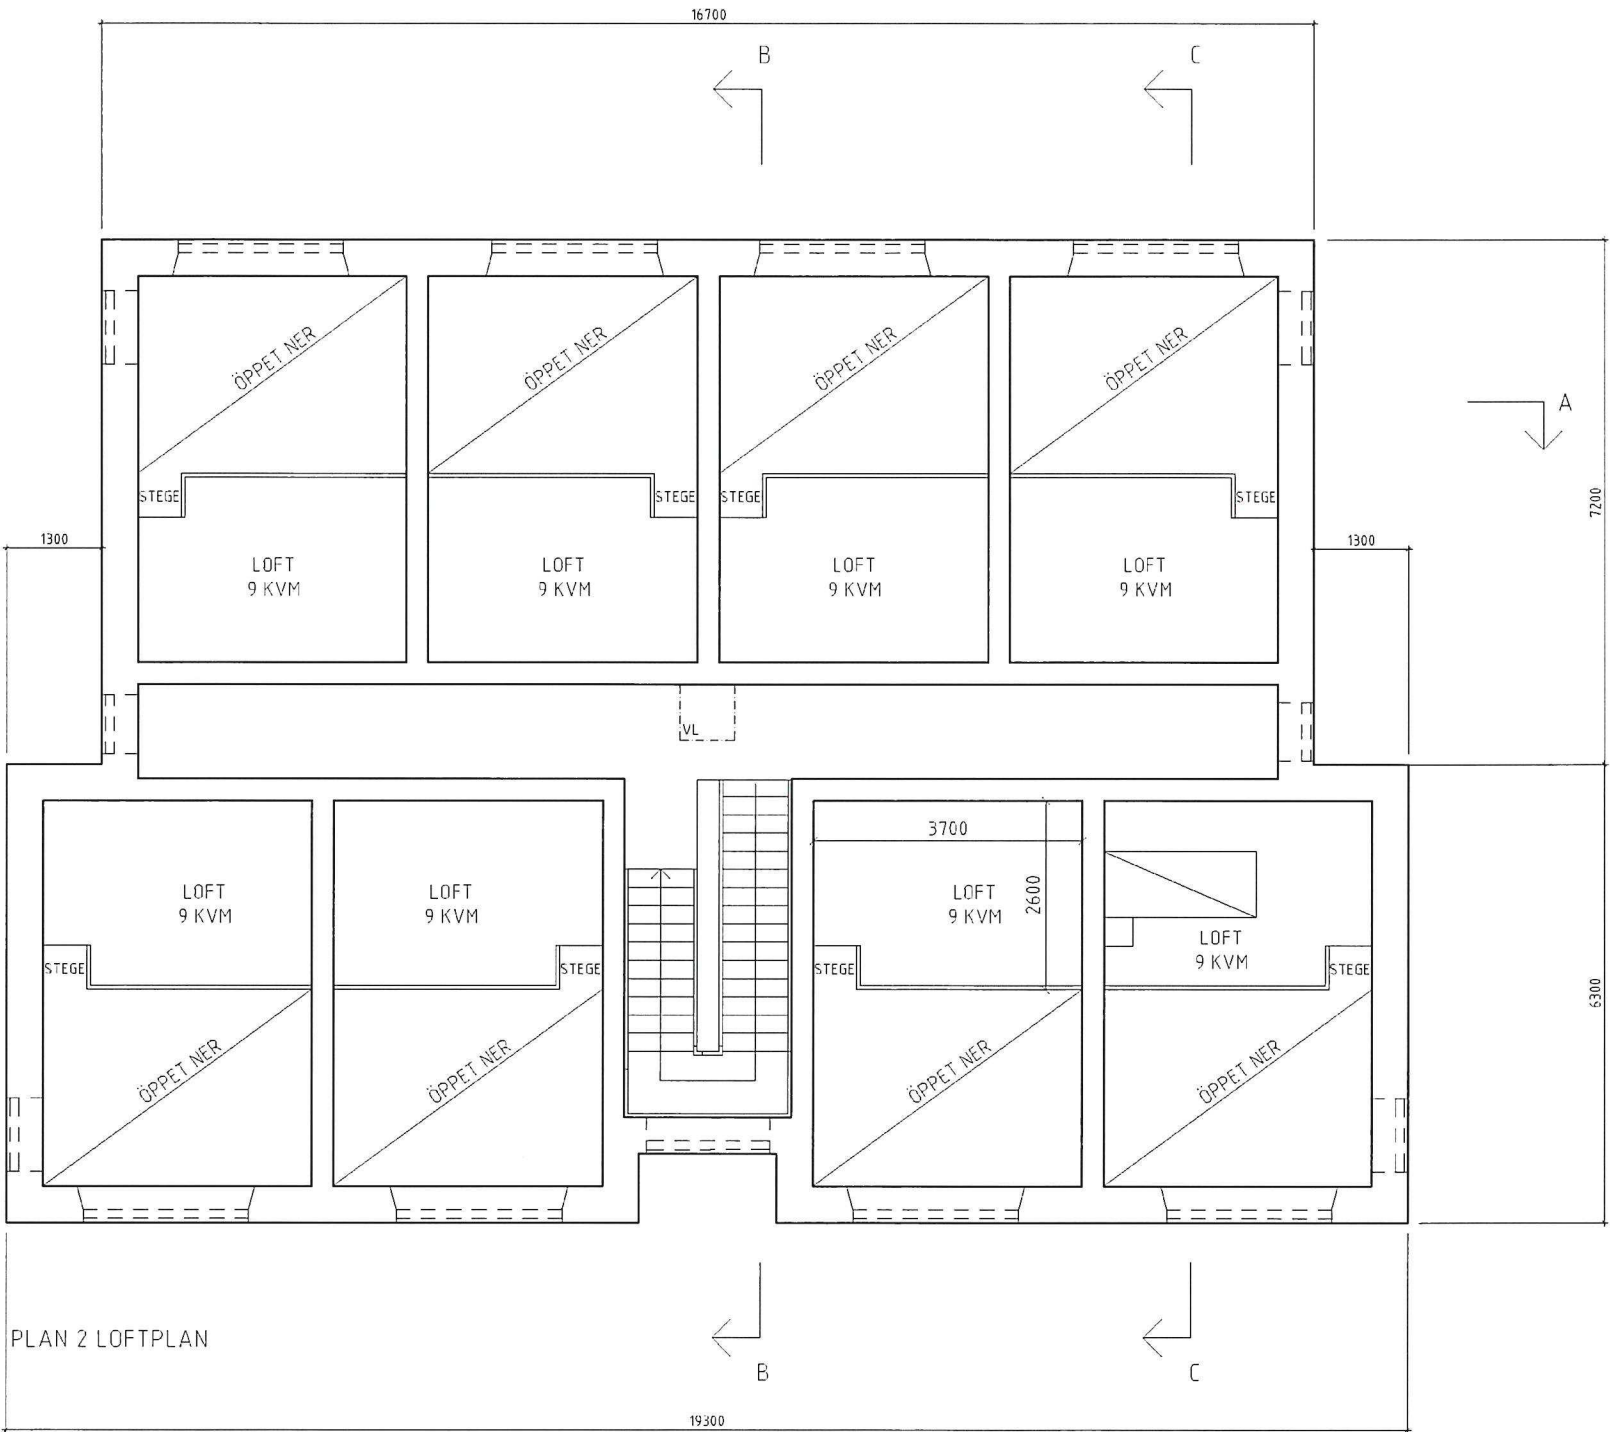 16700
B
C
ÖPPET NER
ÖPPET NER
ÖPPET NER
ÖPPET NER
A
STEGE
STEGE
STEGE
STEGE
7200
1300
1300
LOFT
9 KVM
LOFT
9 KVM
LOFT
9 KVM
LOFT
9 KVM
VL
3700
2600
LOFT
9 KVM
LOFT
9 KVM
LOFT
9 KVM
LOFT
9 KVM
STEGE
STEGE
STEGE
STEGE
6300
ÖPPET NER
ÖPPET NER
ÖPPET NER
ÖPPET NER
PLAN 2 LOFTPLAN
B
C
19300